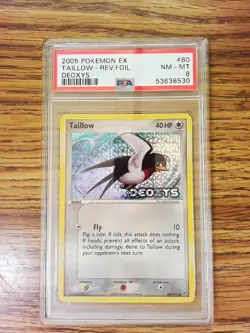 2005 POKEMON EX #80
TAILLOW-REV.FOIL NM-MT
DEOXYS PSA 8
53638530
Taillow 40 HP
DEOXYS
Fly 10
Flip a coin. If tails, this attack does nothing.
If heads, prevent all effects of an attack, including
damage, done to Taillow during your
opponent's next turn.